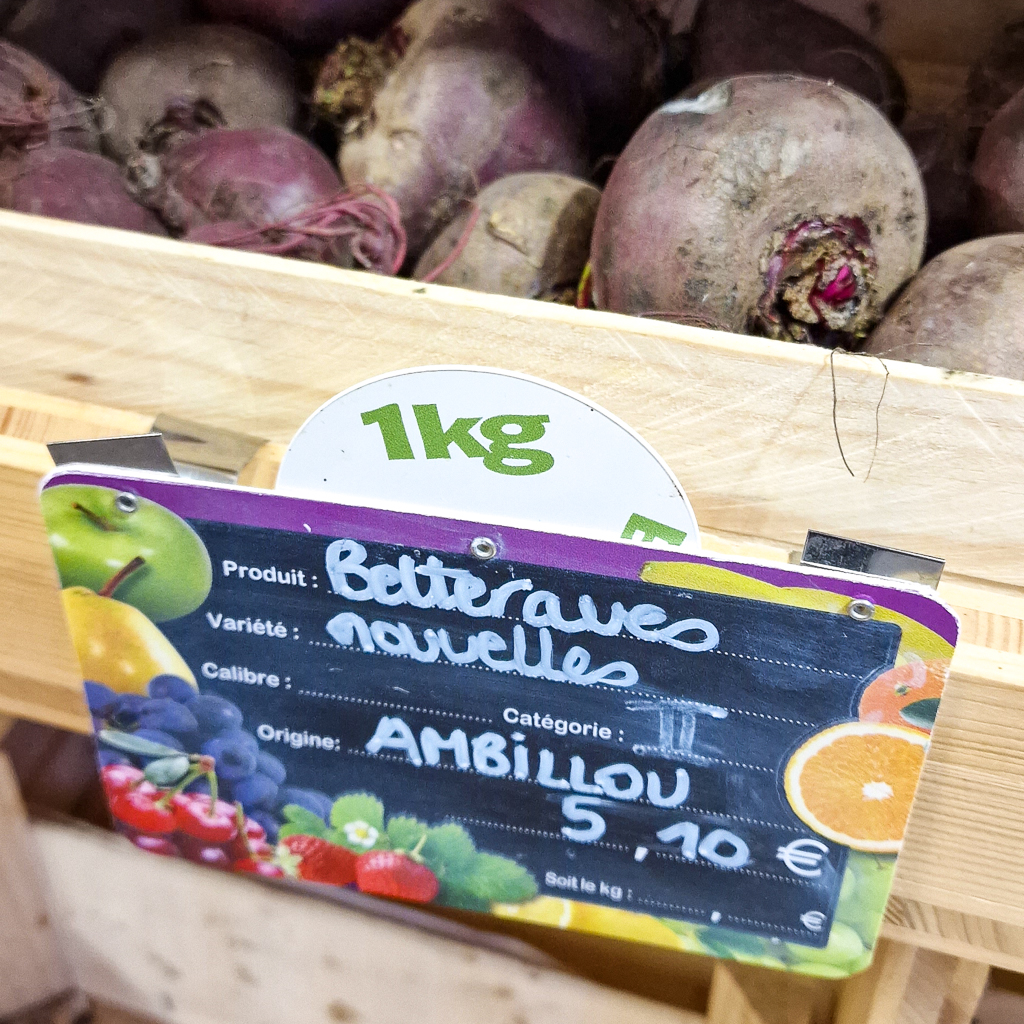 1kg
E
Produit : Betteraves
Variété : nouvelles
Calibre :
Catégorie : II
Origine: AMBiLLOU
5,10 €
Soit le kg : , €